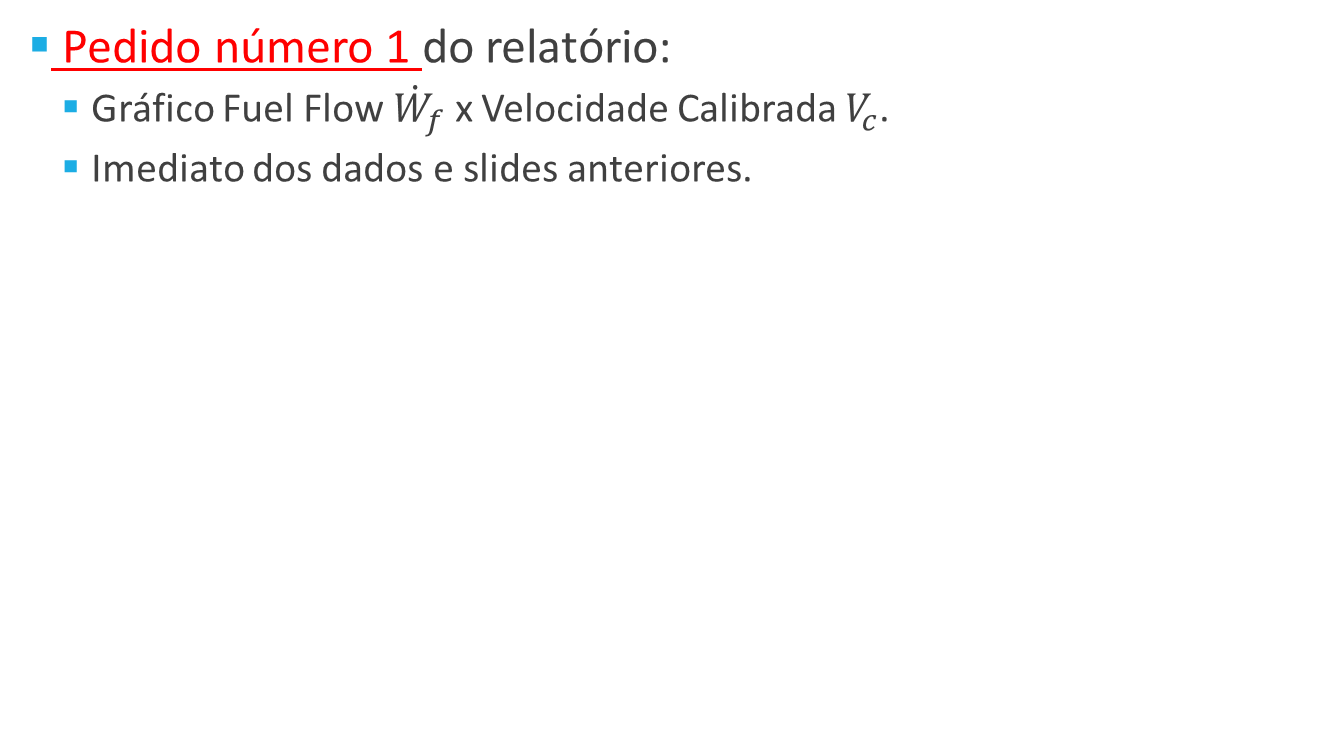 Pedido número 1 do relatório:
Gráfico Fuel Flow Ẇf x Velocidade Calibrada Vc.
Imediato dos dados e slides anteriores.